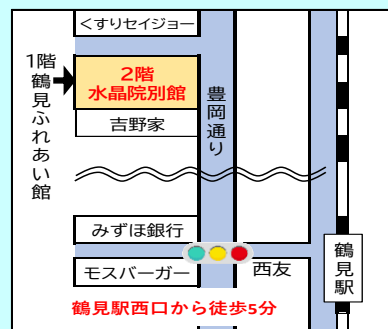 くすりセイジョー
1階
鶴見ふれあい館
2階
水晶院別館
吉野家
豊岡通り
みずほ銀行
モスバーガー
西友
鶴見駅
鶴見駅西口から徒歩5分